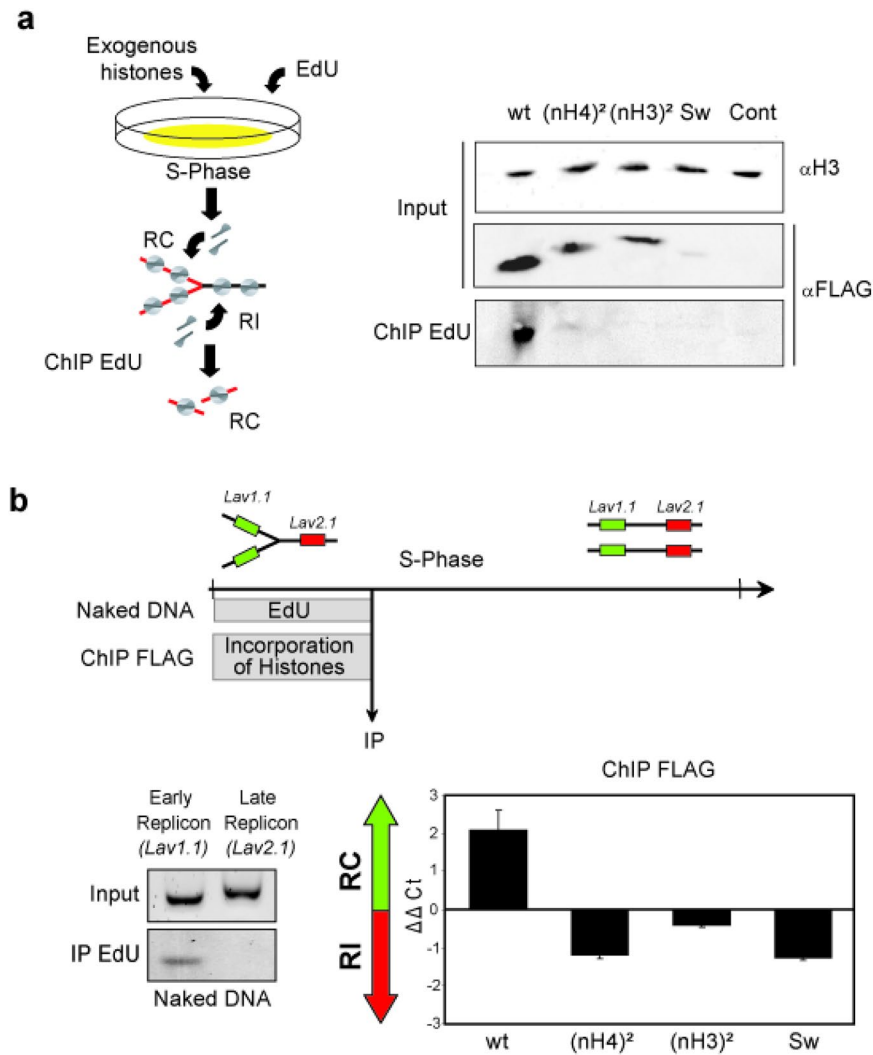 a
Exogenous
histones
EdU
S-Phase
RC
RI
ChIP EdU
RC
wt (nH4)² (nH3)² Sw Cont
Input
αH3
αFLAG
ChIP EdU
b
Lav1.1
Lav2.1
Lav1.1 Lav2.1
S-Phase
Naked DNA
EdU
ChIP FLAG
Incorporation
of Histones
IP
Early
Replicon
(Lav1.1)
Late
Replicon
(Lav2.1)
Input
IP EdU
Naked DNA
RC
RI
ChIP FLAG
ΔΔ Ct
3
2
1
0
-1
-2
-3
wt (nH4)² (nH3)² Sw